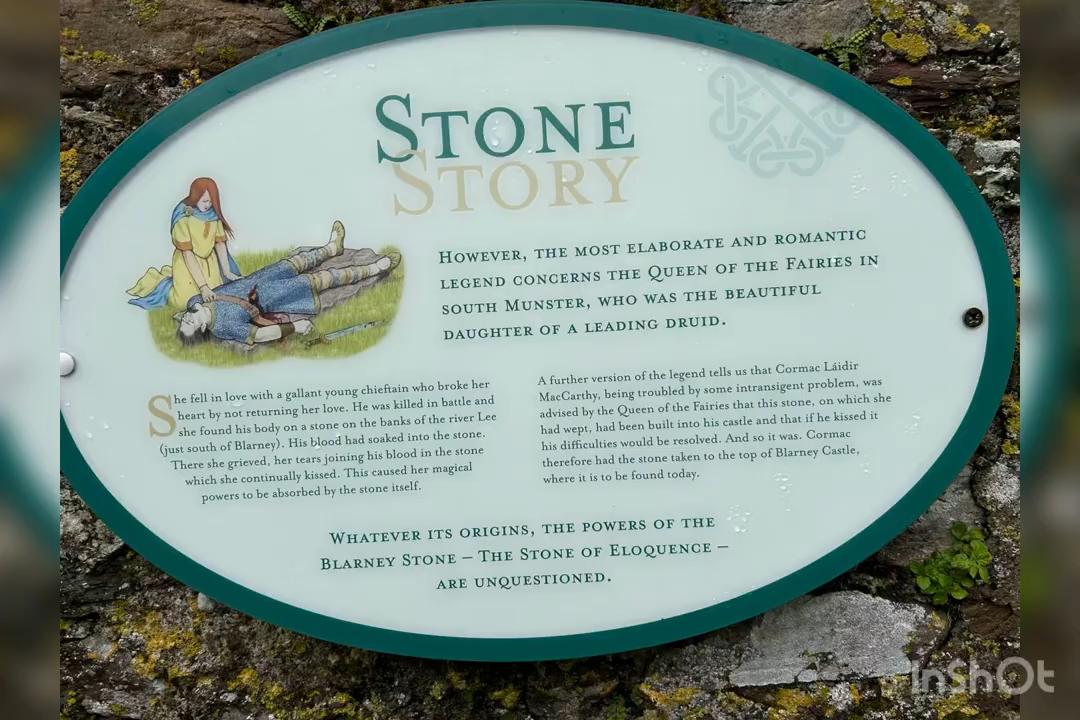 STONE
STORY
HOWEVER, THE MOST ELABORATE AND ROMANTIC
LEGEND CONCERNS THE QUEEN OF THE FAIRIES IN
SOUTH MUNSTER, WHO WAS THE BEAUTIFUL
DAUGHTER OF A LEADING DRUID.
She fell in love with a gallant young chieftain who broke her
heart by not returning her love. He was killed in battle and
she found his body on a stone on the banks of the river Lee
(just south of Blarney). His blood had soaked into the stone.
There she grieved, her tears joining his blood in the stone
which she continually kissed. This caused her magical
powers to be absorbed by the stone itself.
A further version of the legend tells us that Cormac Láidir
MacCarthy, being troubled by some intransigent problem, was
advised by the Queen of the Fairies that this stone, on which she
had wept, had been built into his castle and that if he kissed it
his difficulties would be resolved. And so it was. Cormac
therefore had the stone taken to the top of Blarney Castle,
where it is to be found today.
WHATEVER ITS ORIGINS, THE POWERS OF THE
BLARNEY STONE – THE STONE OF ELOQUENCE –
ARE UNQUESTIONED.
InShOt